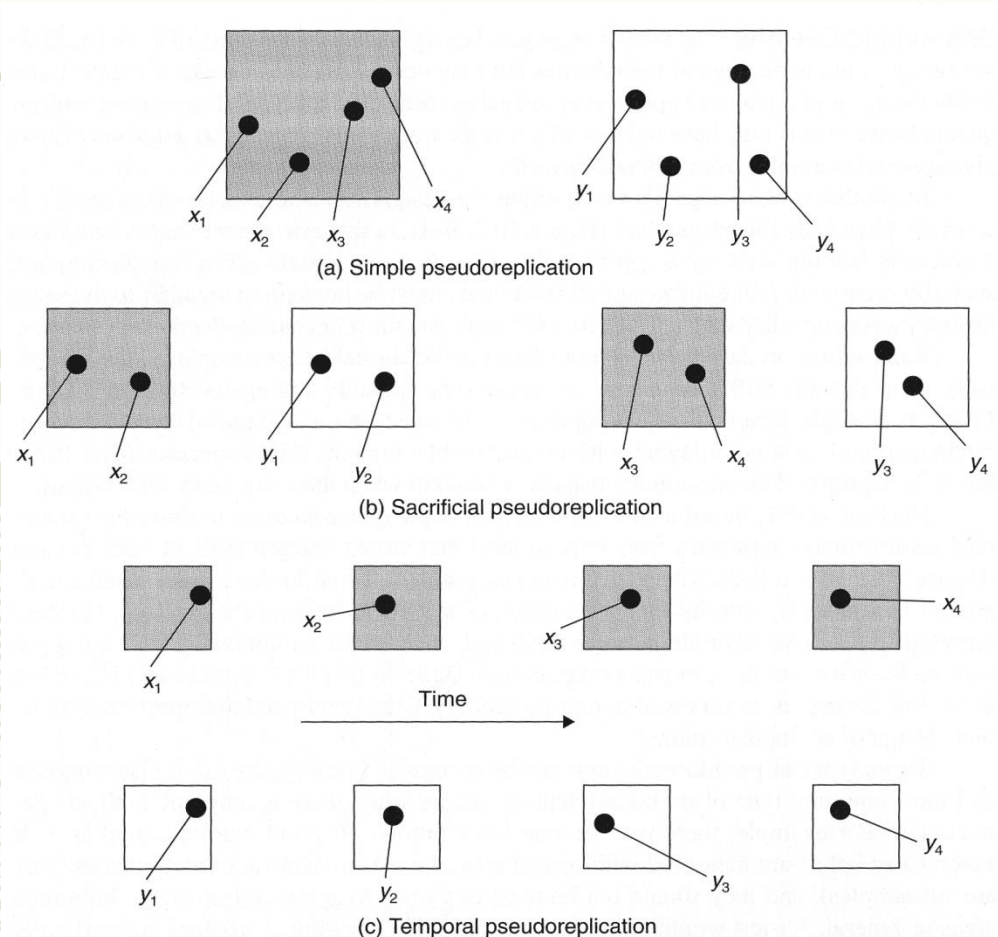 x1 x2 x3 x4 y1 y2 y3 y4
(a) Simple pseudoreplication
x1 x2 y1 y2 x3 x4 y3 y4
(b) Sacrificial pseudoreplication
x1 x2 x3 x4
Time
y1 y2 y3 y4
(c) Temporal pseudoreplication